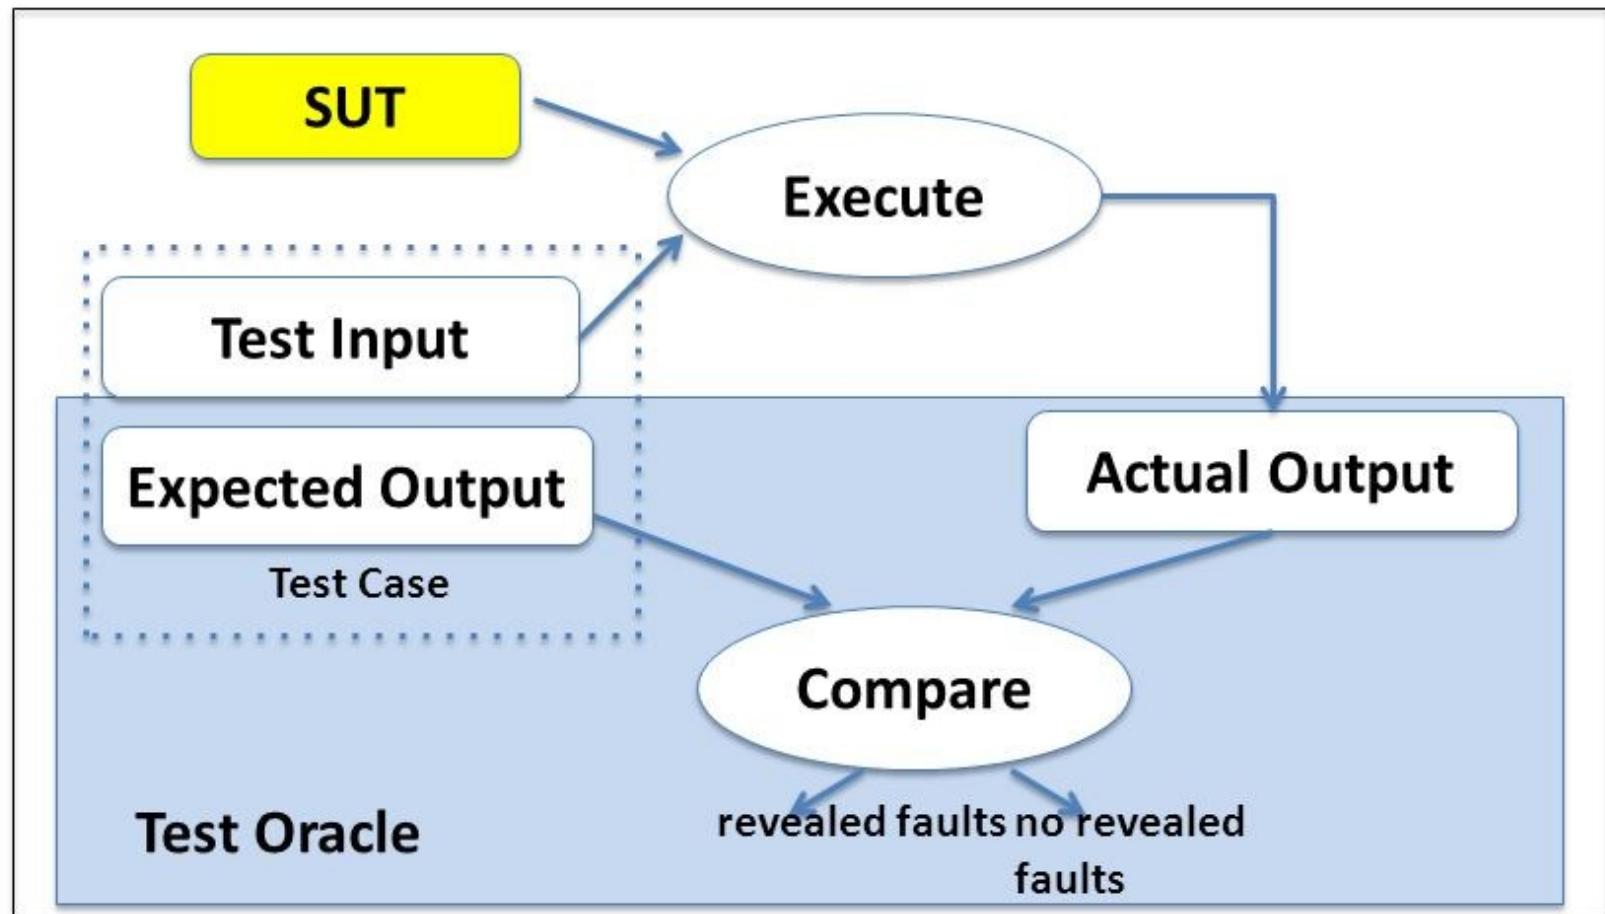 SUT
Execute
Test Input
Expected Output
Actual Output
Test Case
Compare
revealed faults
no revealed
faults
Test Oracle